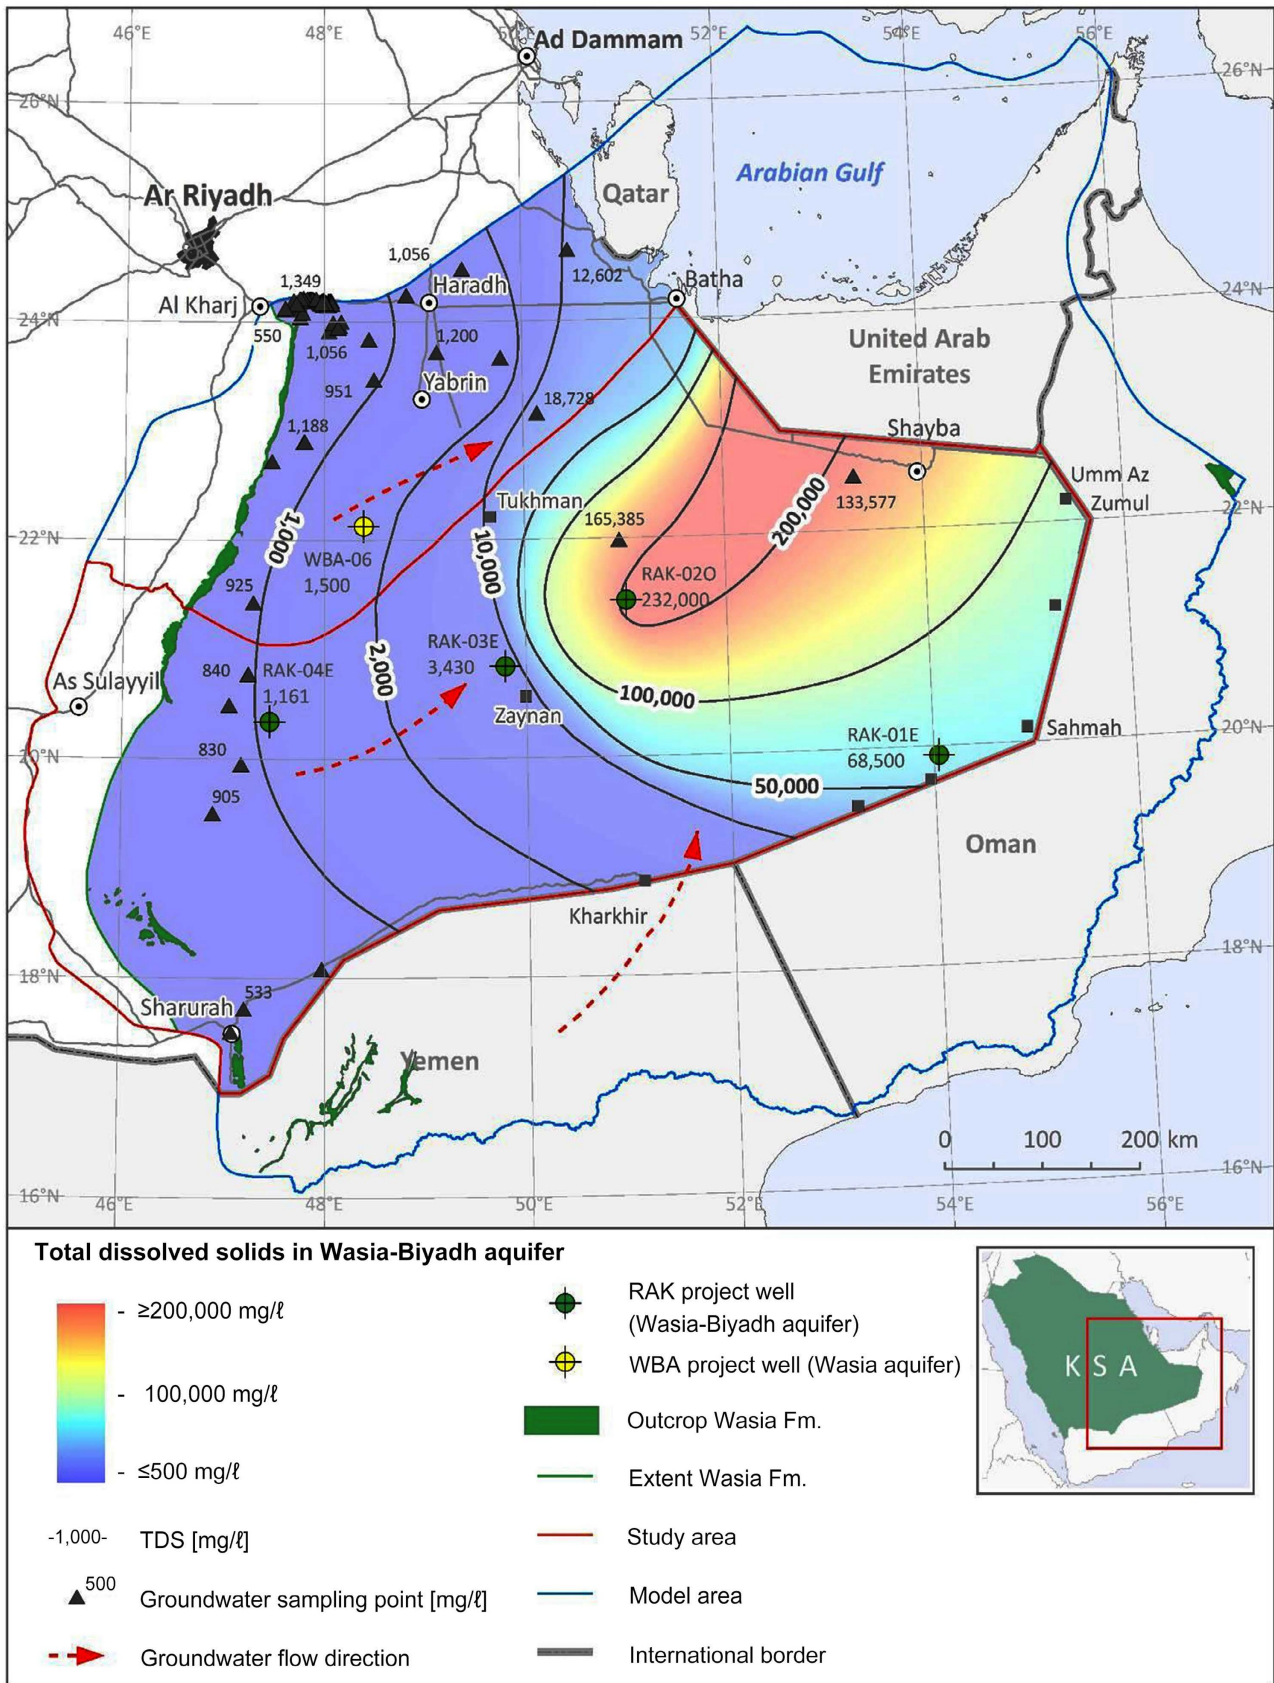 46°E
48°E
50°E
52°E
54°E
56°E
Ad Dammam
26°N
26°N
Ar Riyadh
Qatar
Arabian Gulf
1,056
12,602
Batha
1,349
Haradh
Al Kharj
24°N
24°N
550
1,056
1,200
United Arab
Emirates
951
Yabrin
18,728
1,188
Shayba
Umm Az
Zumul
Tukhman
200,000
133,577
22°N
22°N
1,000
165,385
WBA-06
1,500
10,000
RAK-02O
232,000
925
RAK-03E
3,430
840
RAK-04E
1,161
2,000
As Sulayyil
100,000
Zaynan
Sahmah
20°N
20°N
830
RAK-01E
68,500
50,000
905
Oman
Kharkhir
18°N
18°N
533
Sharurah
Yemen
0 100 200 km
16°N
16°N
46°E
48°E
50°E
52°E
54°E
56°E
Total dissolved solids in Wasia-Biyadh aquifer
- ≥200,000 mg/ℓ
- 100,000 mg/ℓ
- ≤500 mg/ℓ
-1,000- TDS [mg/ℓ]
500 Groundwater sampling point [mg/ℓ]
Groundwater flow direction
RAK project well
(Wasia-Biyadh aquifer)
WBA project well (Wasia aquifer)
Outcrop Wasia Fm.
Extent Wasia Fm.
Study area
Model area
International border
K S A